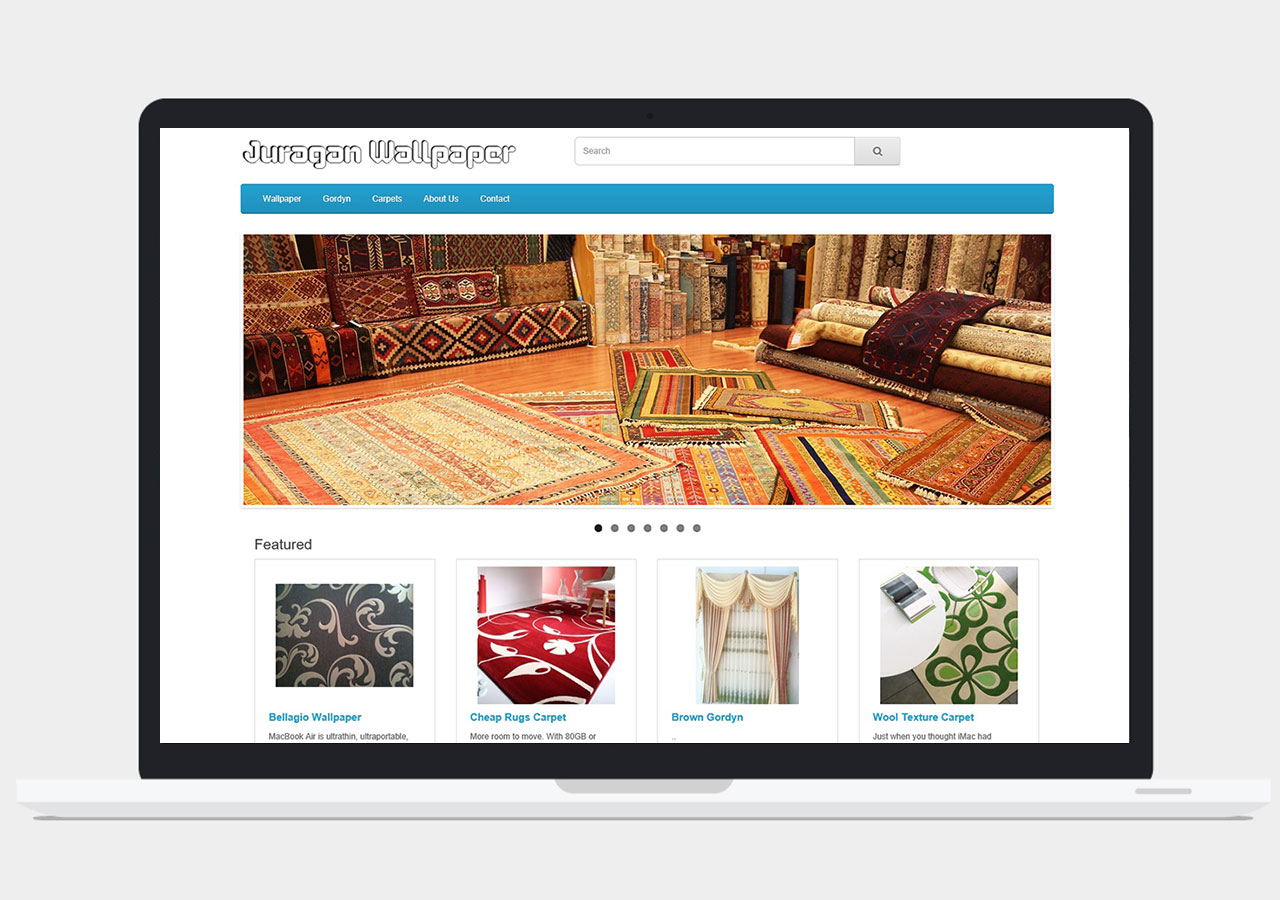 Juragan Wallpaper
Search
Wallpaper Gordyn Carpets About Us Contact
Featured
Bellagio Wallpaper
MacBook Air is ultrathin, ultraportable,
Cheap Rugs Carpet
More room to move. With 80GB or
Brown Gordyn
..
Wool Texture Carpet
Just when you thought iMac had